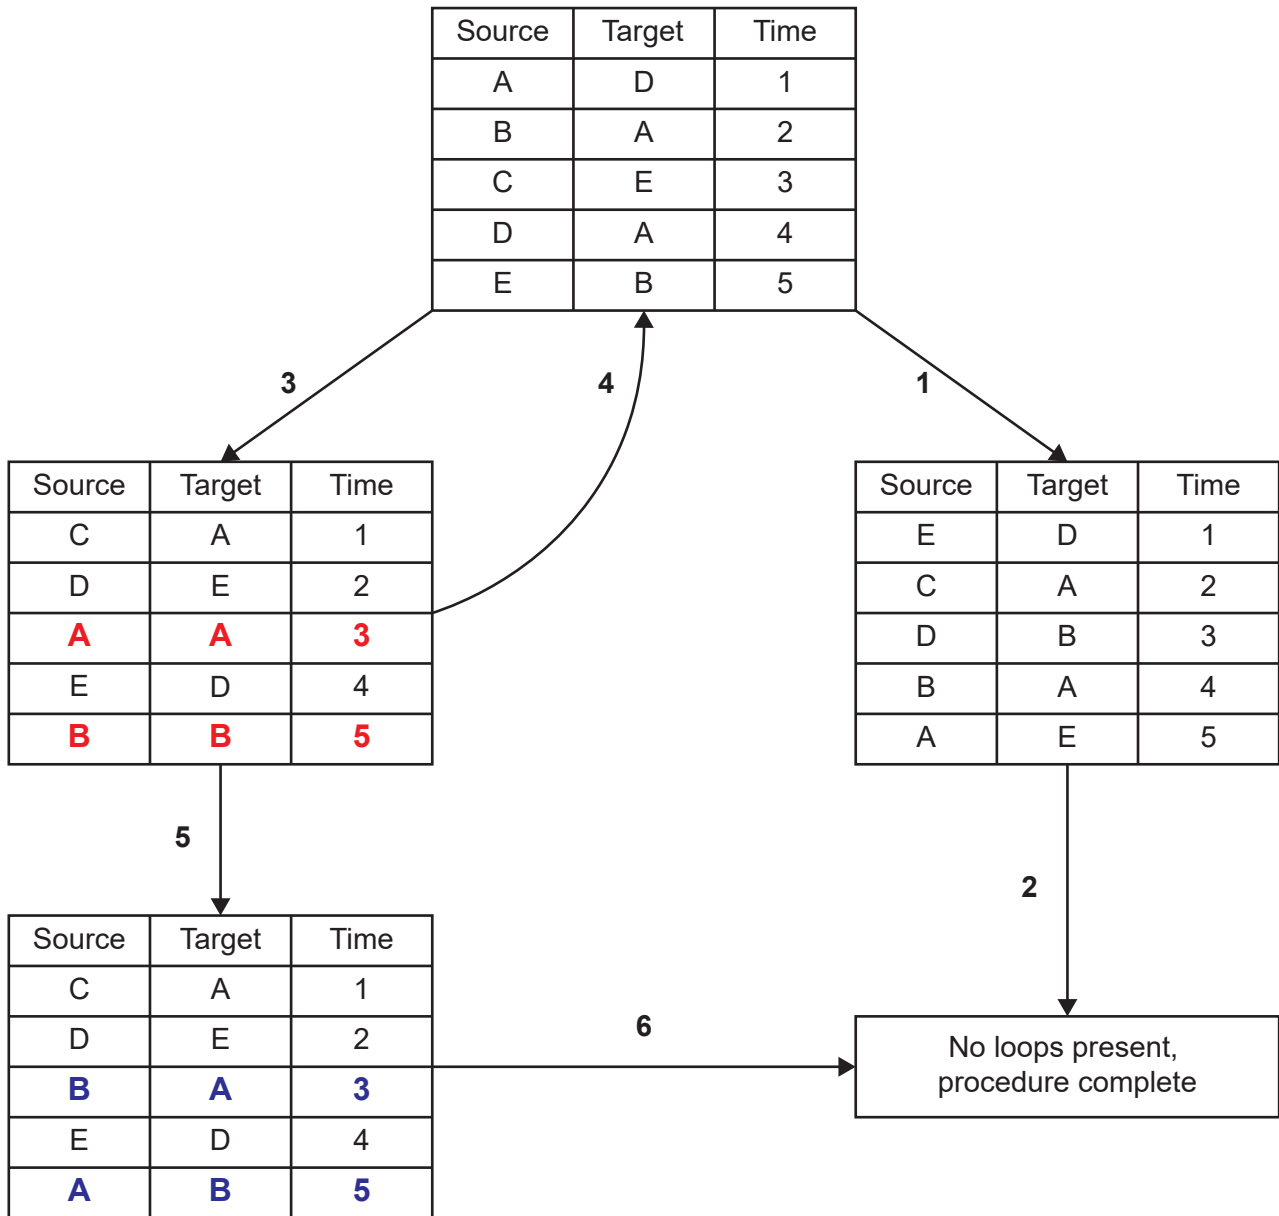 Source Target Time
A D 1
B A 2
C E 3
D A 4
E B 5
3 4 1
Source Target Time
C A 1
D E 2
A A 3
E D 4
B B 5
Source Target Time
E D 1
C A 2
D B 3
B A 4
A E 5
5
2
Source Target Time
C A 1
D E 2
B A 3
E D 4
A B 5
6
No loops present,
procedure complete